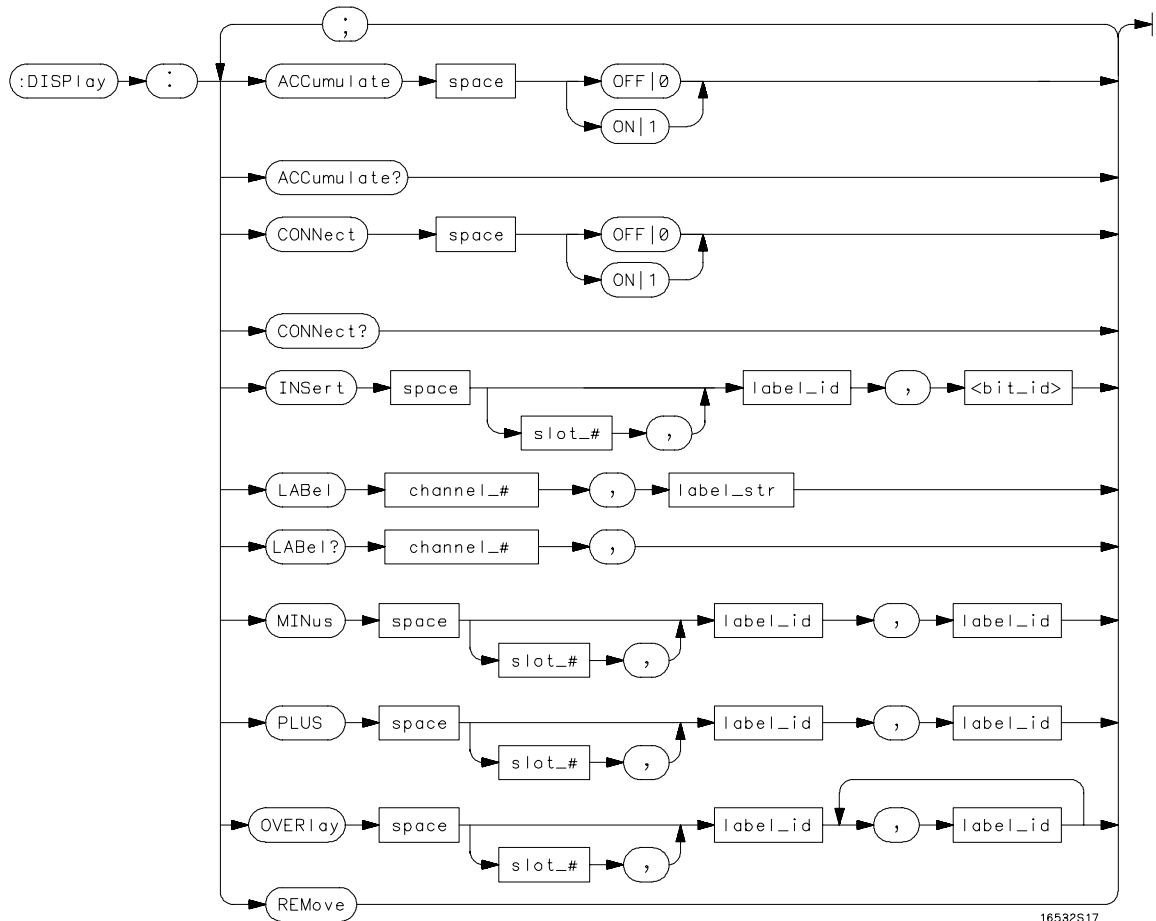 ;
:DISPlay : ACCumulate space OFF|0
ON|1
ACCumulate?
CONNect space OFF|0
ON|1
CONNect?
INSert space label_id , <bit_id>
slot_# ,
LABel channel_# , label_str
LABel? channel_# ,
MINus space label_id , label_id
slot_# ,
PLUS space label_id , label_id
slot_# ,
OVERlay space label_id , label_id
slot_# ,
REMove
16532S17